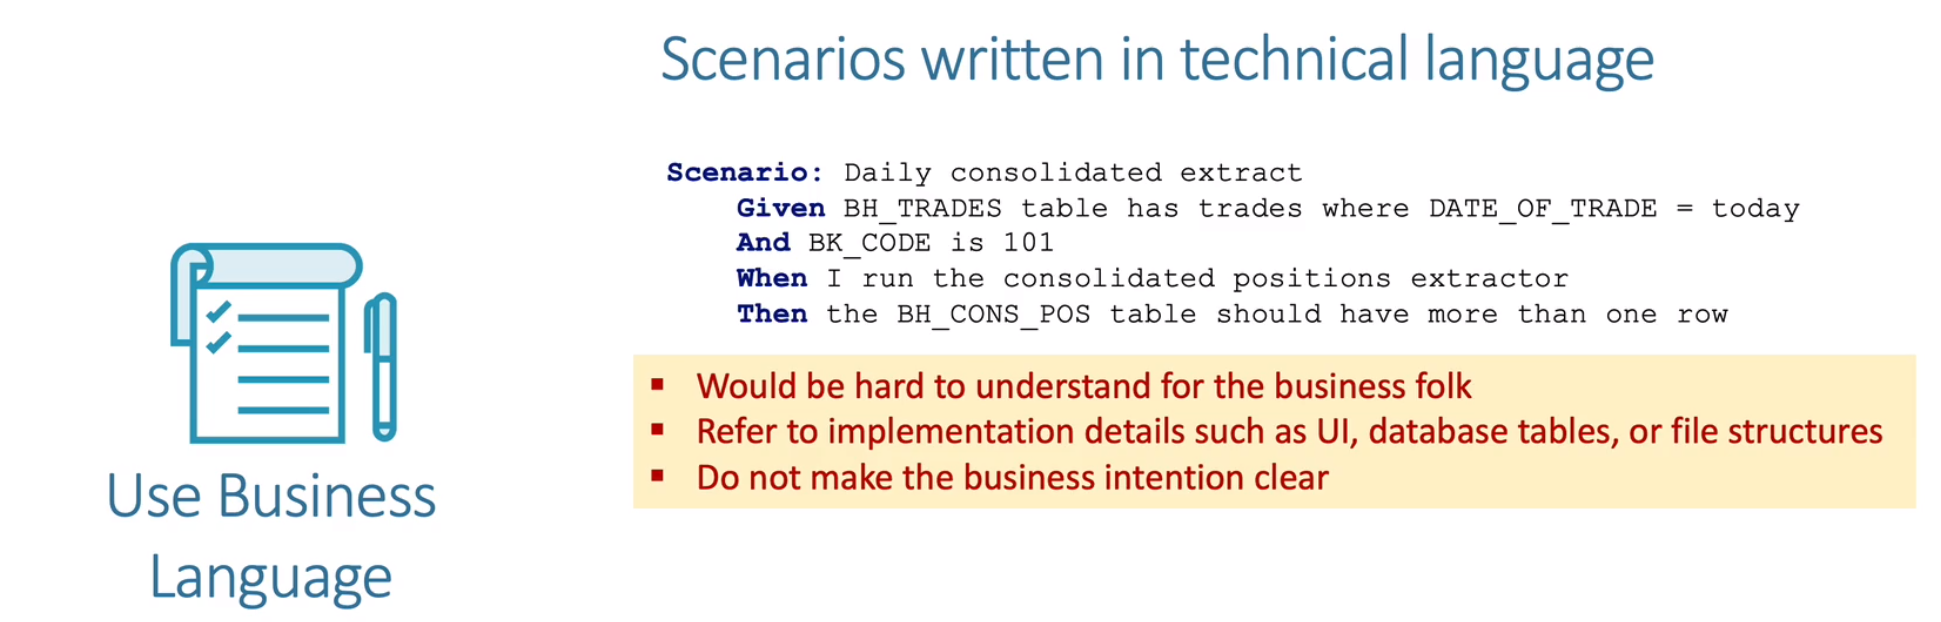 Scenarios written in technical language
Scenario: Daily consolidated extract
Given BH_TRADES table has trades where DATE_OF_TRADE = today
And BK_CODE is 101
When I run the consolidated positions extractor
Then the BH_CONS_POS table should have more than one row
▪ Would be hard to understand for the business folk
▪ Refer to implementation details such as UI, database tables, or file structures
▪ Do not make the business intention clear
Use Business
Language